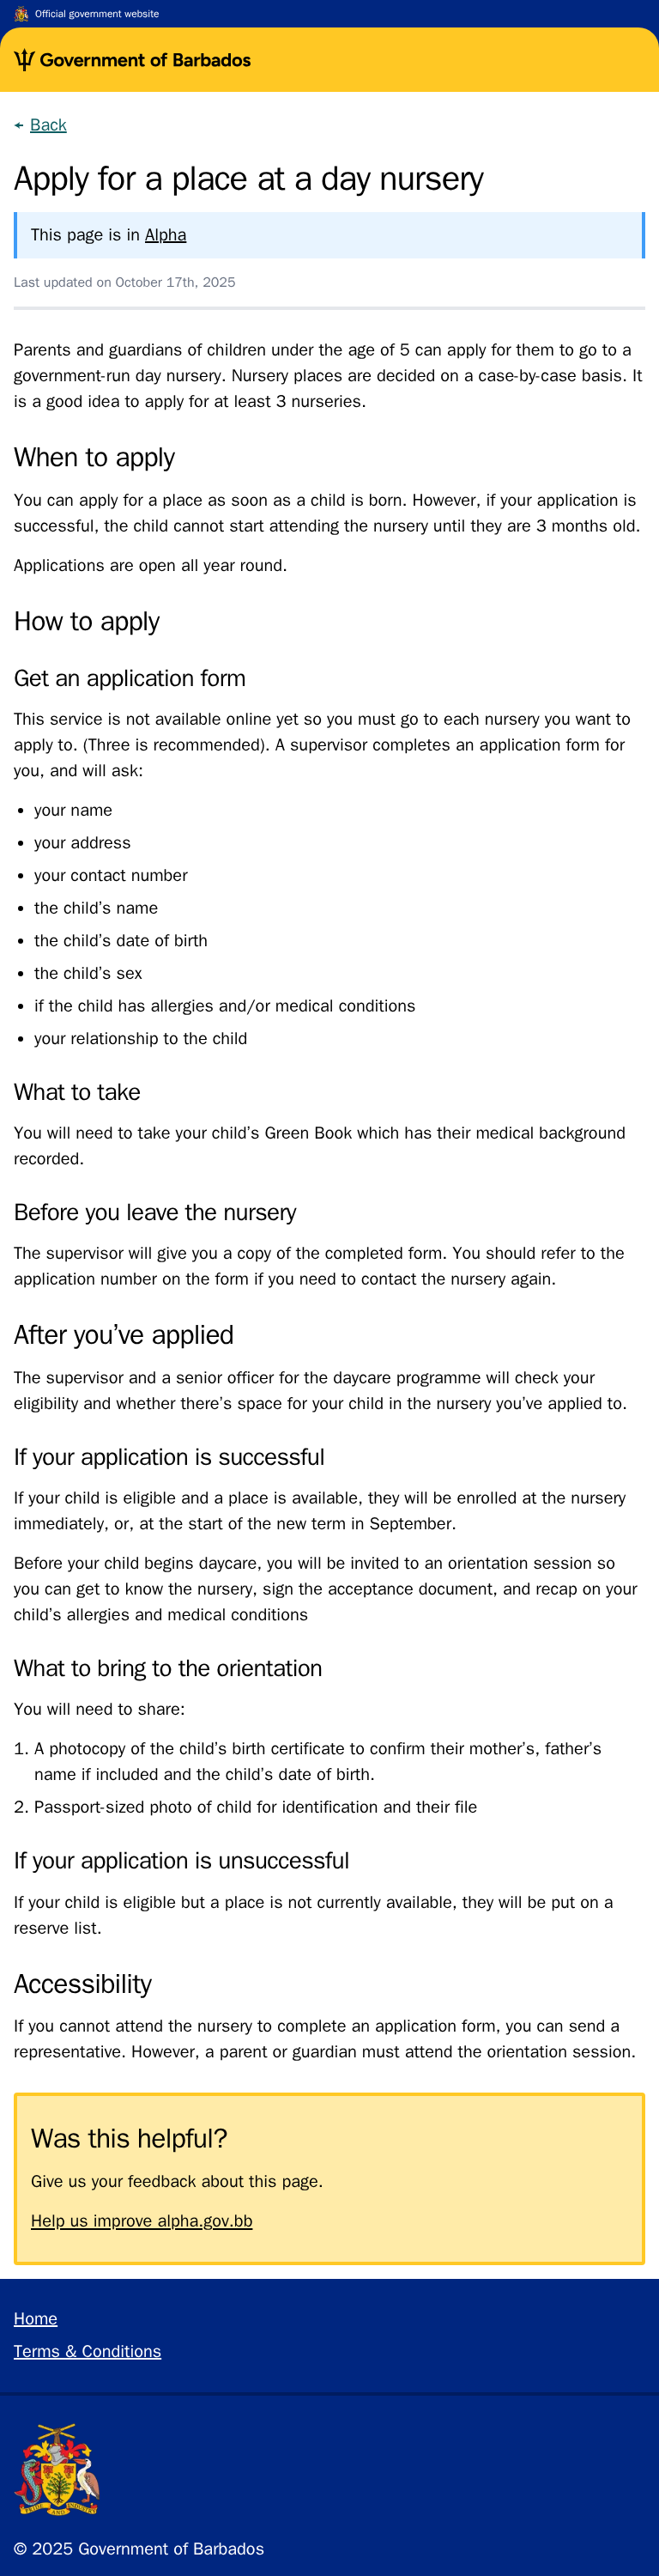 Official government website
Government of Barbados
Back
Apply for a place at a day nursery
This page is in Alpha
Last updated on October 17th, 2025
Parents and guardians of children under the age of 5 can apply for them to go to a
government-run day nursery. Nursery places are decided on a case-by-case basis. It
is a good idea to apply for at least 3 nurseries.
When to apply
You can apply for a place as soon as a child is born. However, if your application is
successful, the child cannot start attending the nursery until they are 3 months old.
Applications are open all year round.
How to apply
Get an application form
This service is not available online yet so you must go to each nursery you want to
apply to. (Three is recommended). A supervisor completes an application form for
you, and will ask:
• your name
• your address
• your contact number
• the child’s name
• the child’s date of birth
• the child’s sex
• if the child has allergies and/or medical conditions
• your relationship to the child
What to take
You will need to take your child’s Green Book which has their medical background
recorded.
Before you leave the nursery
The supervisor will give you a copy of the completed form. You should refer to the
application number on the form if you need to contact the nursery again.
After you’ve applied
The supervisor and a senior officer for the daycare programme will check your
eligibility and whether there’s space for your child in the nursery you’ve applied to.
If your application is successful
If your child is eligible and a place is available, they will be enrolled at the nursery
immediately, or, at the start of the new term in September.
Before your child begins daycare, you will be invited to an orientation session so
you can get to know the nursery, sign the acceptance document, and recap on your
child’s allergies and medical conditions
What to bring to the orientation
You will need to share:
1. A photocopy of the child’s birth certificate to confirm their mother’s, father’s
name if included and the child’s date of birth.
2. Passport-sized photo of child for identification and their file
If your application is unsuccessful
If your child is eligible but a place is not currently available, they will be put on a
reserve list.
Accessibility
If you cannot attend the nursery to complete an application form, you can send a
representative. However, a parent or guardian must attend the orientation session.
Was this helpful?
Give us your feedback about this page.
Help us improve alpha.gov.bb
Home
Terms & Conditions
PRIDE AND INDUSTRY
© 2025 Government of Barbados